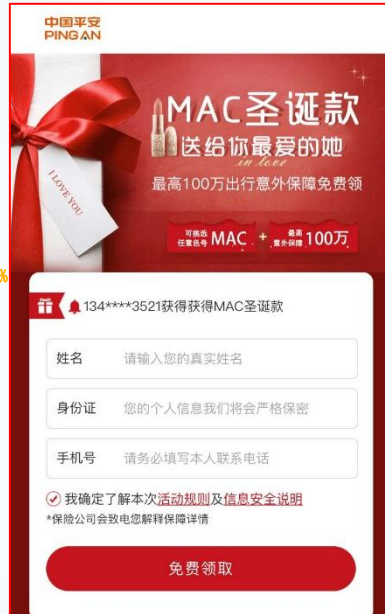 中国平安
PING AN
MAC圣诞款
送给你最爱的她
in love
最高100万出行意外保障免费领
I LOVE YOU
可挑选
任意色号 MAC + 最高
意外保障 100万
%
134****3521获得获得MAC圣诞款
姓名 请输入您的真实姓名
身份证 您的个人信息我们将会严格保密
手机号 请务必填写本人联系电话
我确定了解本次活动规则及信息安全说明
*保险公司会致电您解释保障详情
免费领取